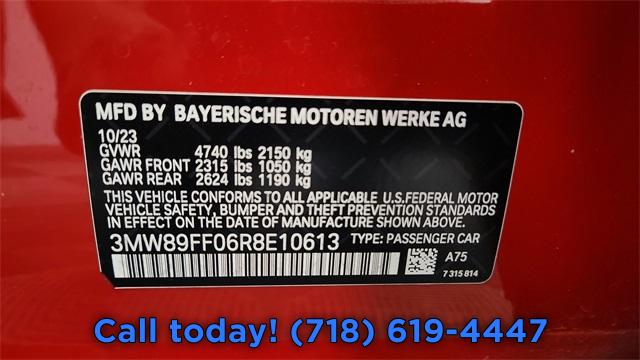 MFD BY BAYERISCHE MOTOREN WERKE AG
10/23
GVWR 4740 lbs 2150 kg
GAWR FRONT 2315 lbs 1050 kg
GAWR REAR 2624 lbs 1190 kg
THIS VEHICLE CONFORMS TO ALL APPLICABLE U.S.FEDERAL MOTOR
VEHICLE SAFETY, BUMPER AND THEFT PREVENTION STANDARDS
IN EFFECT ON THE DATE OF MANUFACTURE SHOWN ABOVE.
3MW89FF06R8E10613 TYPE: PASSENGER CAR
A75
7315814
Call today! (718) 619-4447